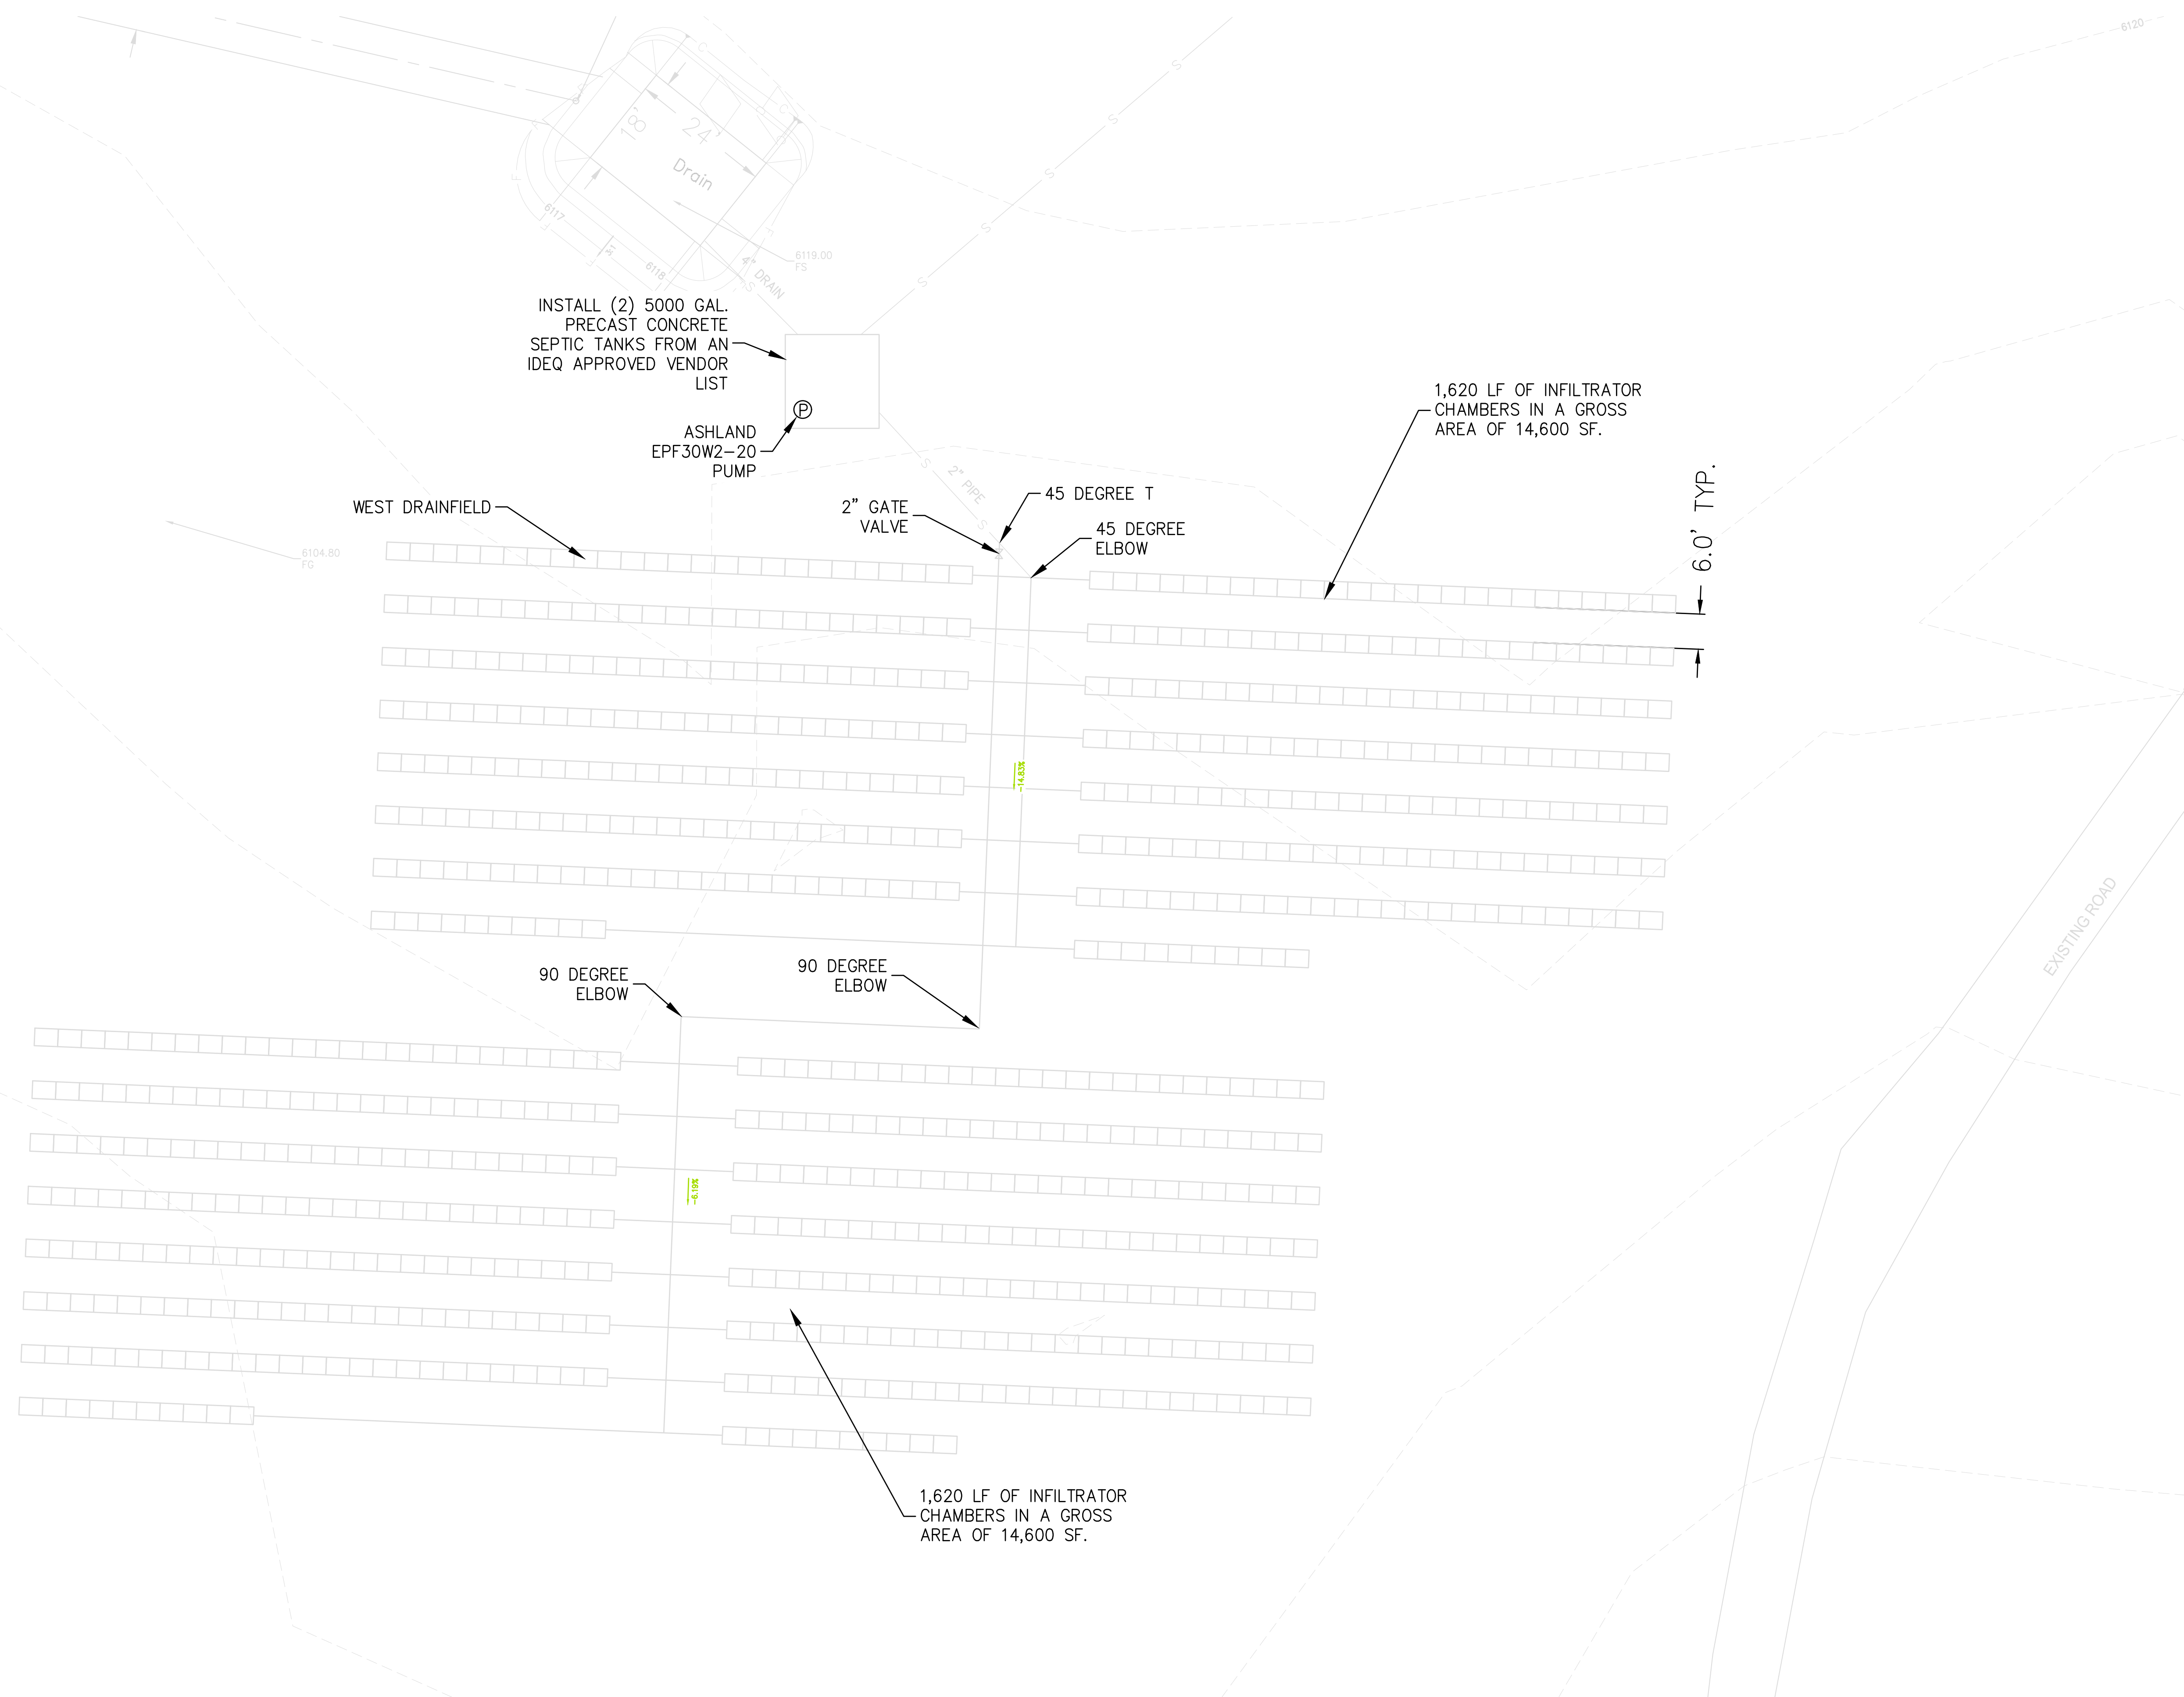 6120
18'
24'
Drain
6117
6118
4" DRAIN
6119.00
FS
C
C
C
F
F
F
F
S
S
S
S
S
S
INSTALL (2) 5000 GAL.
PRECAST CONCRETE
SEPTIC TANKS FROM AN
IDEQ APPROVED VENDOR
LIST
P
ASHLAND
EPF30W2-20
PUMP
1,620 LF OF INFILTRATOR
CHAMBERS IN A GROSS
AREA OF 14,600 SF.
6.0' TYP.
WEST DRAINFIELD
2" GATE
VALVE
S
2" PIPE
S
45 DEGREE T
45 DEGREE
ELBOW
6104.80
FG
-14.83%
EXISTING ROAD
90 DEGREE
ELBOW
90 DEGREE
ELBOW
-6.19%
1,620 LF OF INFILTRATOR
CHAMBERS IN A GROSS
AREA OF 14,600 SF.